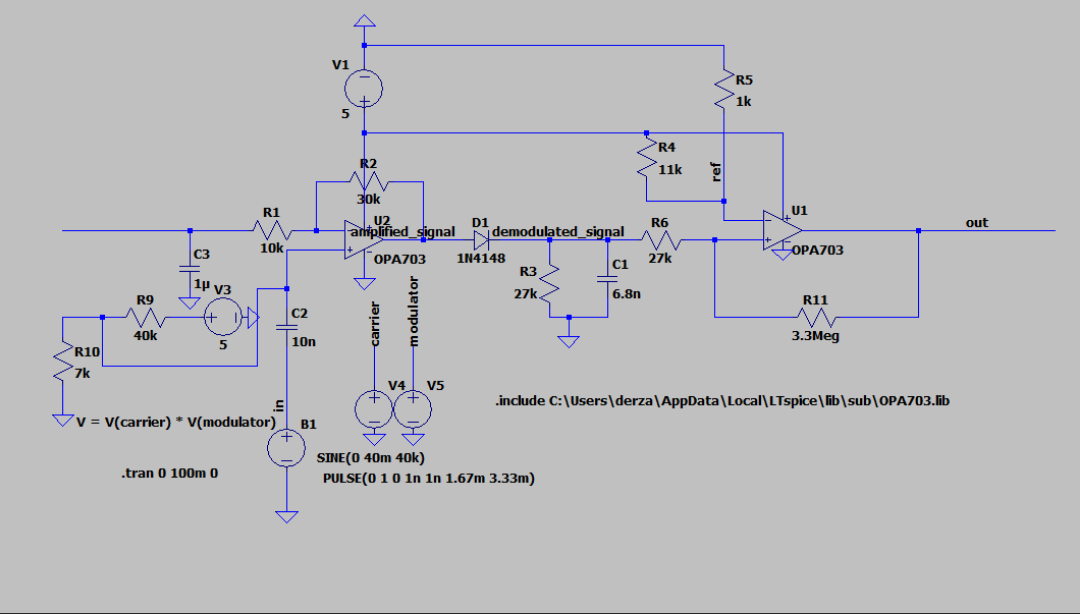 V1
5
R5
1k
R2
30k
R4
11k
ref
R1
10k
U2
amplified_signal
OPA703
D1
1N4148
demodulated_signal
R6
27k
U1
OPA703
out
C3
1µ
V3
5
R9
40k
R10
7k
C2
10n
R3
27k
C1
6.8n
R11
3.3Meg
carrier
modulator
V4
V5
in
B1
V = V(carrier) * V(modulator)
SINE(0 40m 40k)
PULSE(0 1 0 1n 1n 1.67m 3.33m)
.tran 0 100m 0
.include C:\Users\derza\AppData\Local\LTspice\lib\sub\OPA703.lib